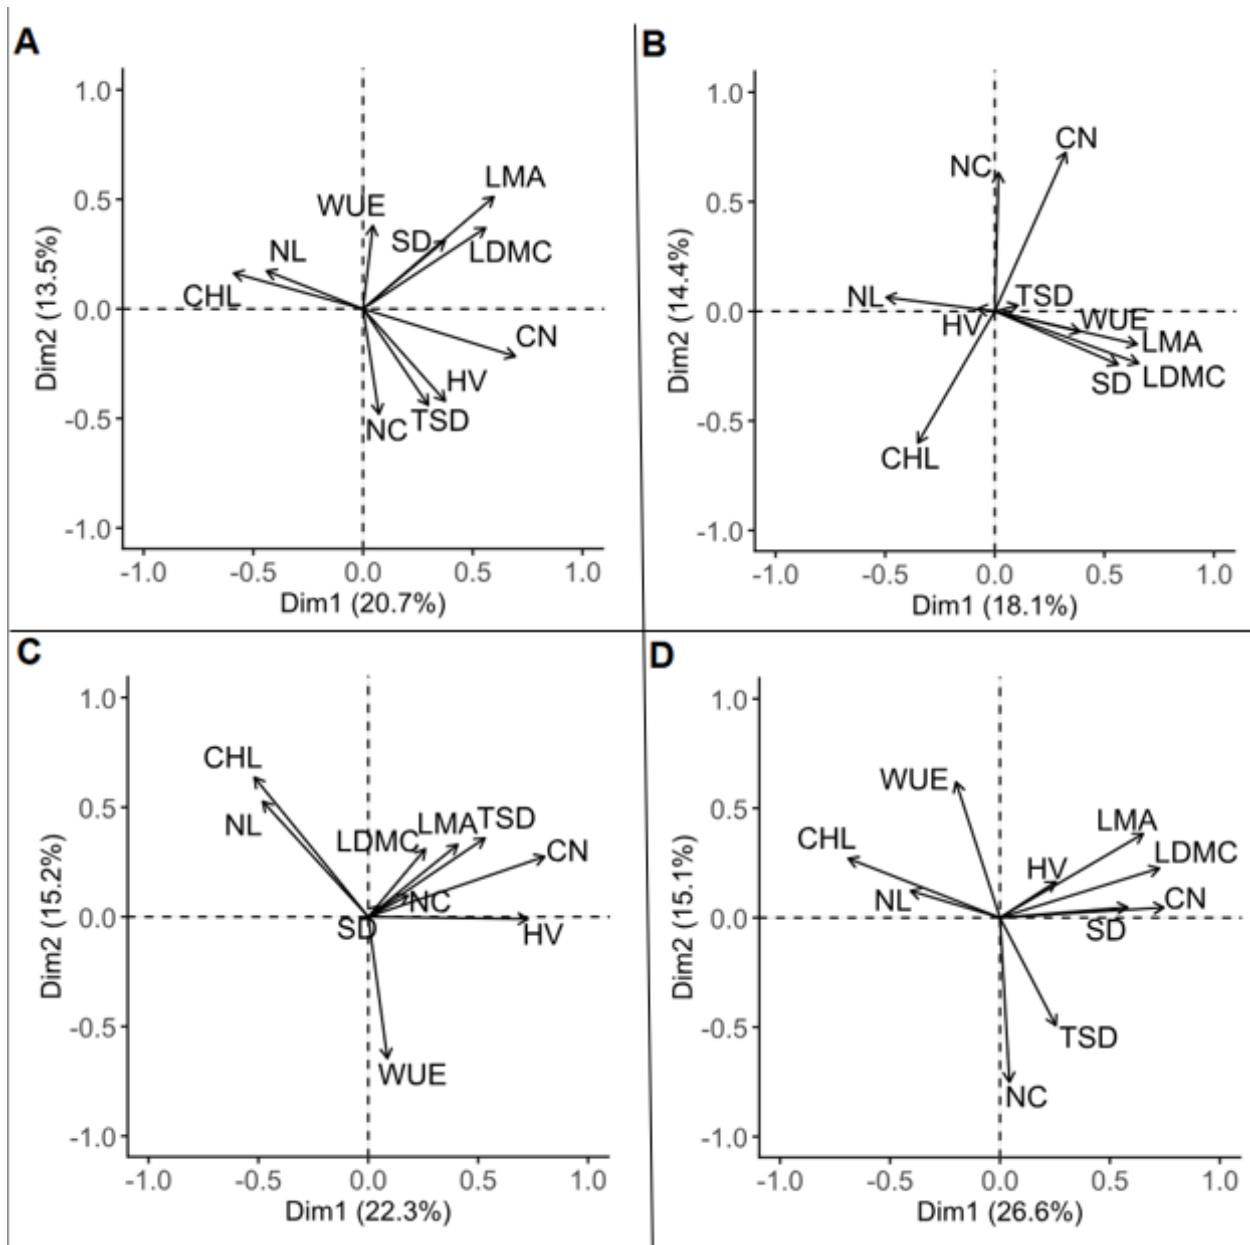 A
1.0
0.5
0.0
-0.5
-1.0
Dim2 (13.5%)
LMA
WUE
SD
LDMC
NL
CHL
CN
HV
TSD
NC
-1.0 -0.5 0.0 0.5 1.0
Dim1 (20.7%)
B
1.0
0.5
0.0
-0.5
-1.0
Dim2 (14.4%)
CN
NC
NL
TSD
HV
WUE
LMA
LDMC
SD
CHL
-1.0 -0.5 0.0 0.5 1.0
Dim1 (18.1%)
C
1.0
0.5
0.0
-0.5
-1.0
Dim2 (15.2%)
CHL
NL
LDMC
LMA
TSD
CN
NC
SD
HV
WUE
-1.0 -0.5 0.0 0.5 1.0
Dim1 (22.3%)
D
1.0
0.5
0.0
-0.5
-1.0
Dim2 (15.1%)
WUE
CHL
LMA
LDMC
HV
NL
CN
SD
TSD
NC
-1.0 -0.5 0.0 0.5 1.0
Dim1 (26.6%)